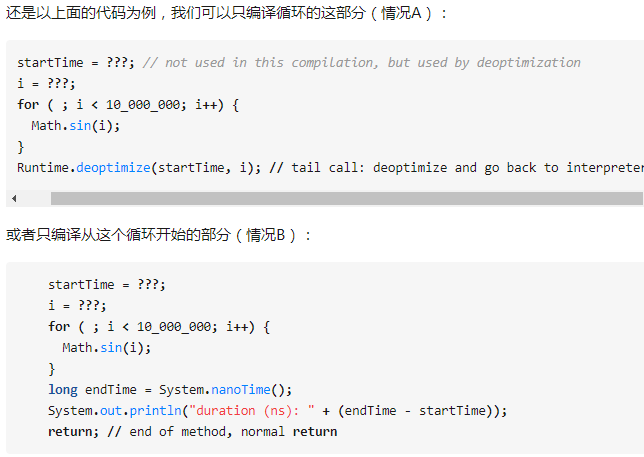 还是以上面的代码为例，我们可以只编译循环的这部分（情况A）：
startTime = ???; // not used in this compilation, but used by deoptimization
i = ???;
for ( ; i < 10_000_000; i++) {
  Math.sin(i);
}
Runtime.deoptimize(startTime, i); // tail call: deoptimize and go back to interpreter
或者只编译从这个循环开始的部分（情况B）：
startTime = ???;
i = ???;
for ( ; i < 10_000_000; i++) {
  Math.sin(i);
}
long endTime = System.nanoTime();
System.out.println("duration (ns): " + (endTime - startTime));
return; // end of method, normal return